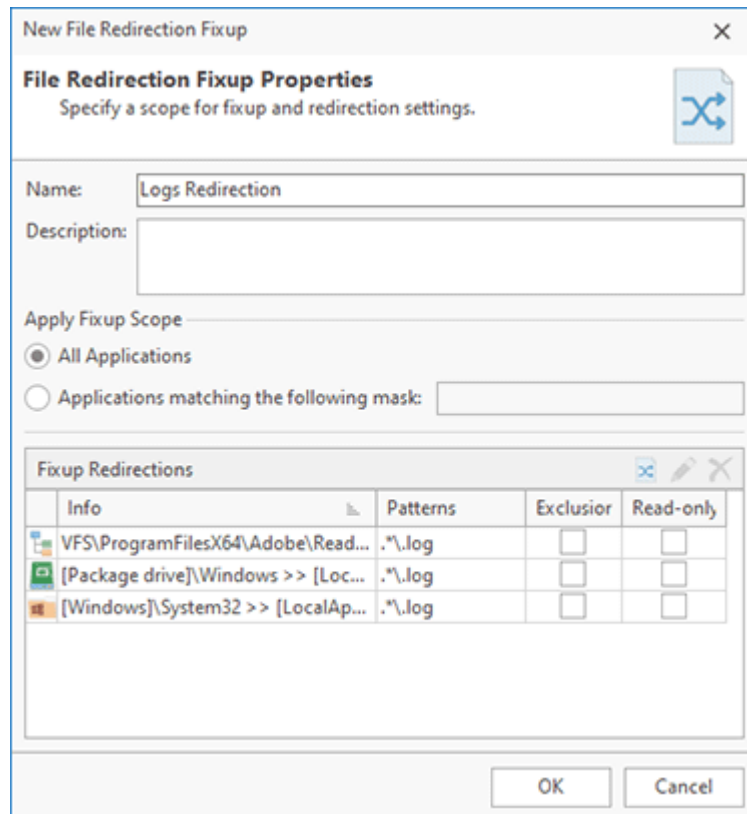 New File Redirection Fixup
File Redirection Fixup Properties
Specify a scope for fixup and redirection settings.
Name: Logs Redirection
Description:
Apply Fixup Scope
All Applications
Applications matching the following mask:
Fixup Redirections
Info Patterns Exclusior Read-only
VFS\ProgramFilesX64\Adobe\Read... .*\.log
[Package drive]\Windows >> [Loc... .*\.log
[Windows]\System32 >> [LocalAp... .*\.log
OK Cancel